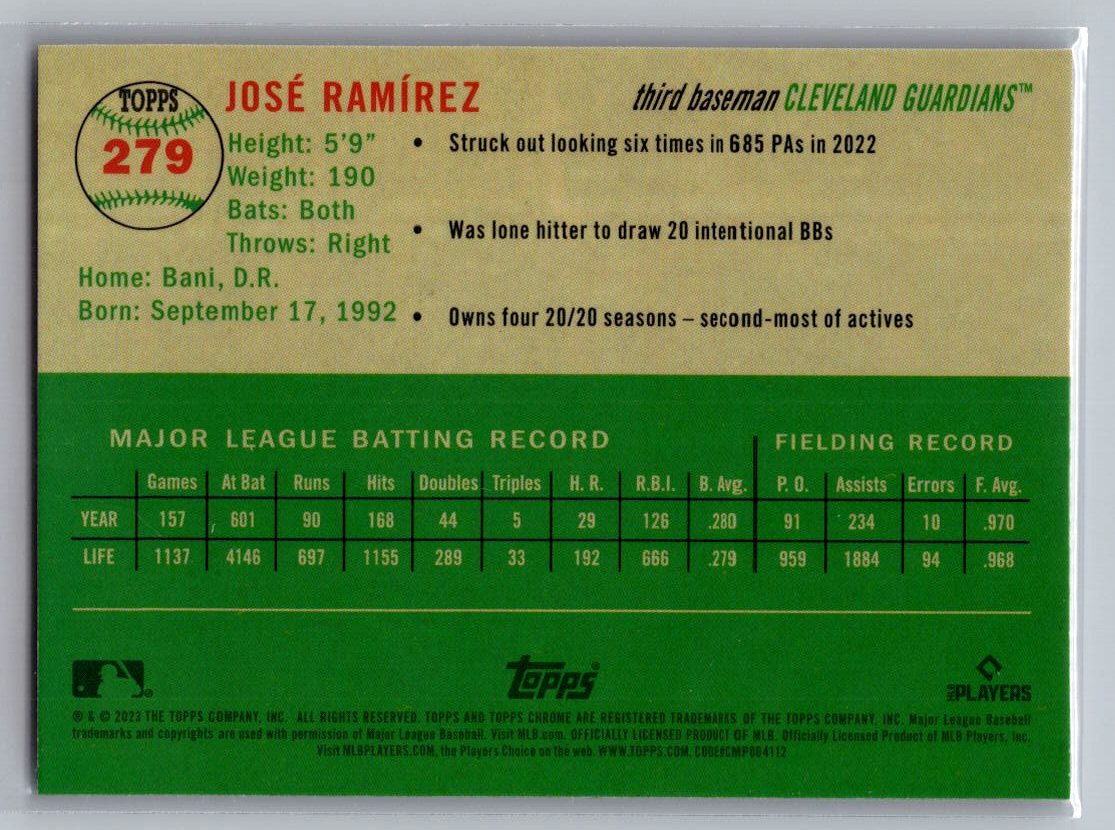 TOPPS
279
JOSÉ RAMÍREZ
third baseman CLEVELAND GUARDIANS™
Height: 5'9"
Weight: 190
Bats: Both
Throws: Right
Home: Bani, D.R.
Born: September 17, 1992
• Struck out looking six times in 685 PAs in 2022
• Was lone hitter to draw 20 intentional BBs
• Owns four 20/20 seasons – second-most of actives
MAJOR LEAGUE BATTING RECORD FIELDING RECORD
Games At Bat Runs Hits Doubles Triples H. R. R.B.I. B. Avg. P. O. Assists Errors F. Avg.
YEAR 157 601 90 168 44 5 29 126 .280 91 234 10 .970
LIFE 1137 4146 697 1155 289 33 192 666 .279 959 1884 94 .968
Topps®
PLAYERS
® & © 2023 THE TOPPS COMPANY, INC. ALL RIGHTS RESERVED. TOPPS AND TOPPS CHROME ARE REGISTERED TRADEMARKS OF THE TOPPS COMPANY, INC. Major League Baseball
trademarks and copyrights are used with permission of Major League Baseball. Visit MLB.com. OFFICIALLY LICENSED PRODUCT OF MLB. Officially Licensed Product of MLB Players, Inc.
Visit MLBPLAYERS.COM, the Players Choice on the web. WWW.TOPPS.COM. CODE#CMP064112